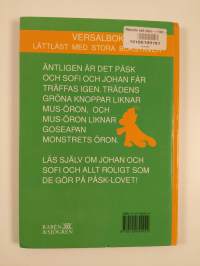 VERSALBOK
LÄTTLÄST MED STORA BOKSTÄVER
ÄNTLIGEN ÄR DET PÅSK
OCH SOFI OCH JOHAN FÅR
TRÄFFAS IGEN. TRÄDENS
GRÖNA KNOPPAR LIKNAR
MUS-ÖRON, OCH
MUS-ÖRON LIKNAR
GOSEAPAN
MONSTRETS ÖRON.
LÄS SJÄLV OM JOHAN OCH
SOFI OCH ALLT ROLIGT SOM
DE GÖR PÅ PÅSK-LOVET!
RABÉN
&SJÖGREN